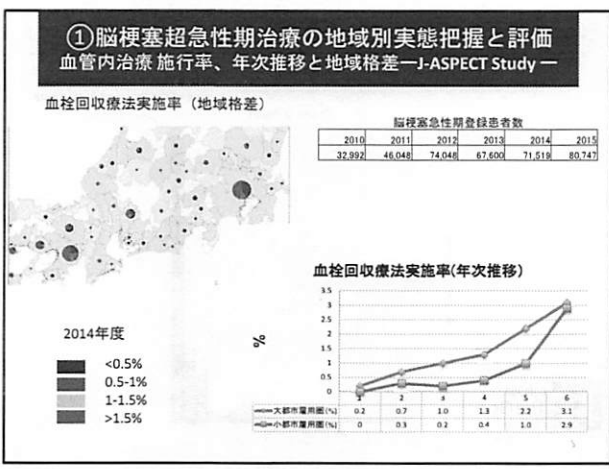 ①脳梗塞超急性期治療の地域別実態把握と評価
血管内治療 施行率、年次推移と地域格差ーJ-ASPECT Study ー
血栓回収療法実施率（地域格差）
脳梗塞急性期登録患者数
2010 2011 2012 2013 2014 2015
32,992 46,048 74,048 67,600 71,519 80,747
血栓回収療法実施率(年次推移)
2014年度
<0.5%
0.5-1%
1-1.5%
>1.5%
%
3.5
3
2.5
2
1.5
1
0.5
0
1 2 3 4 5 6
大都市雇用圏(%) 0.2 0.7 1.0 1.3 2.2 3.1
小都市雇用圏(%) 0 0.3 0.2 0.4 1.0 2.9